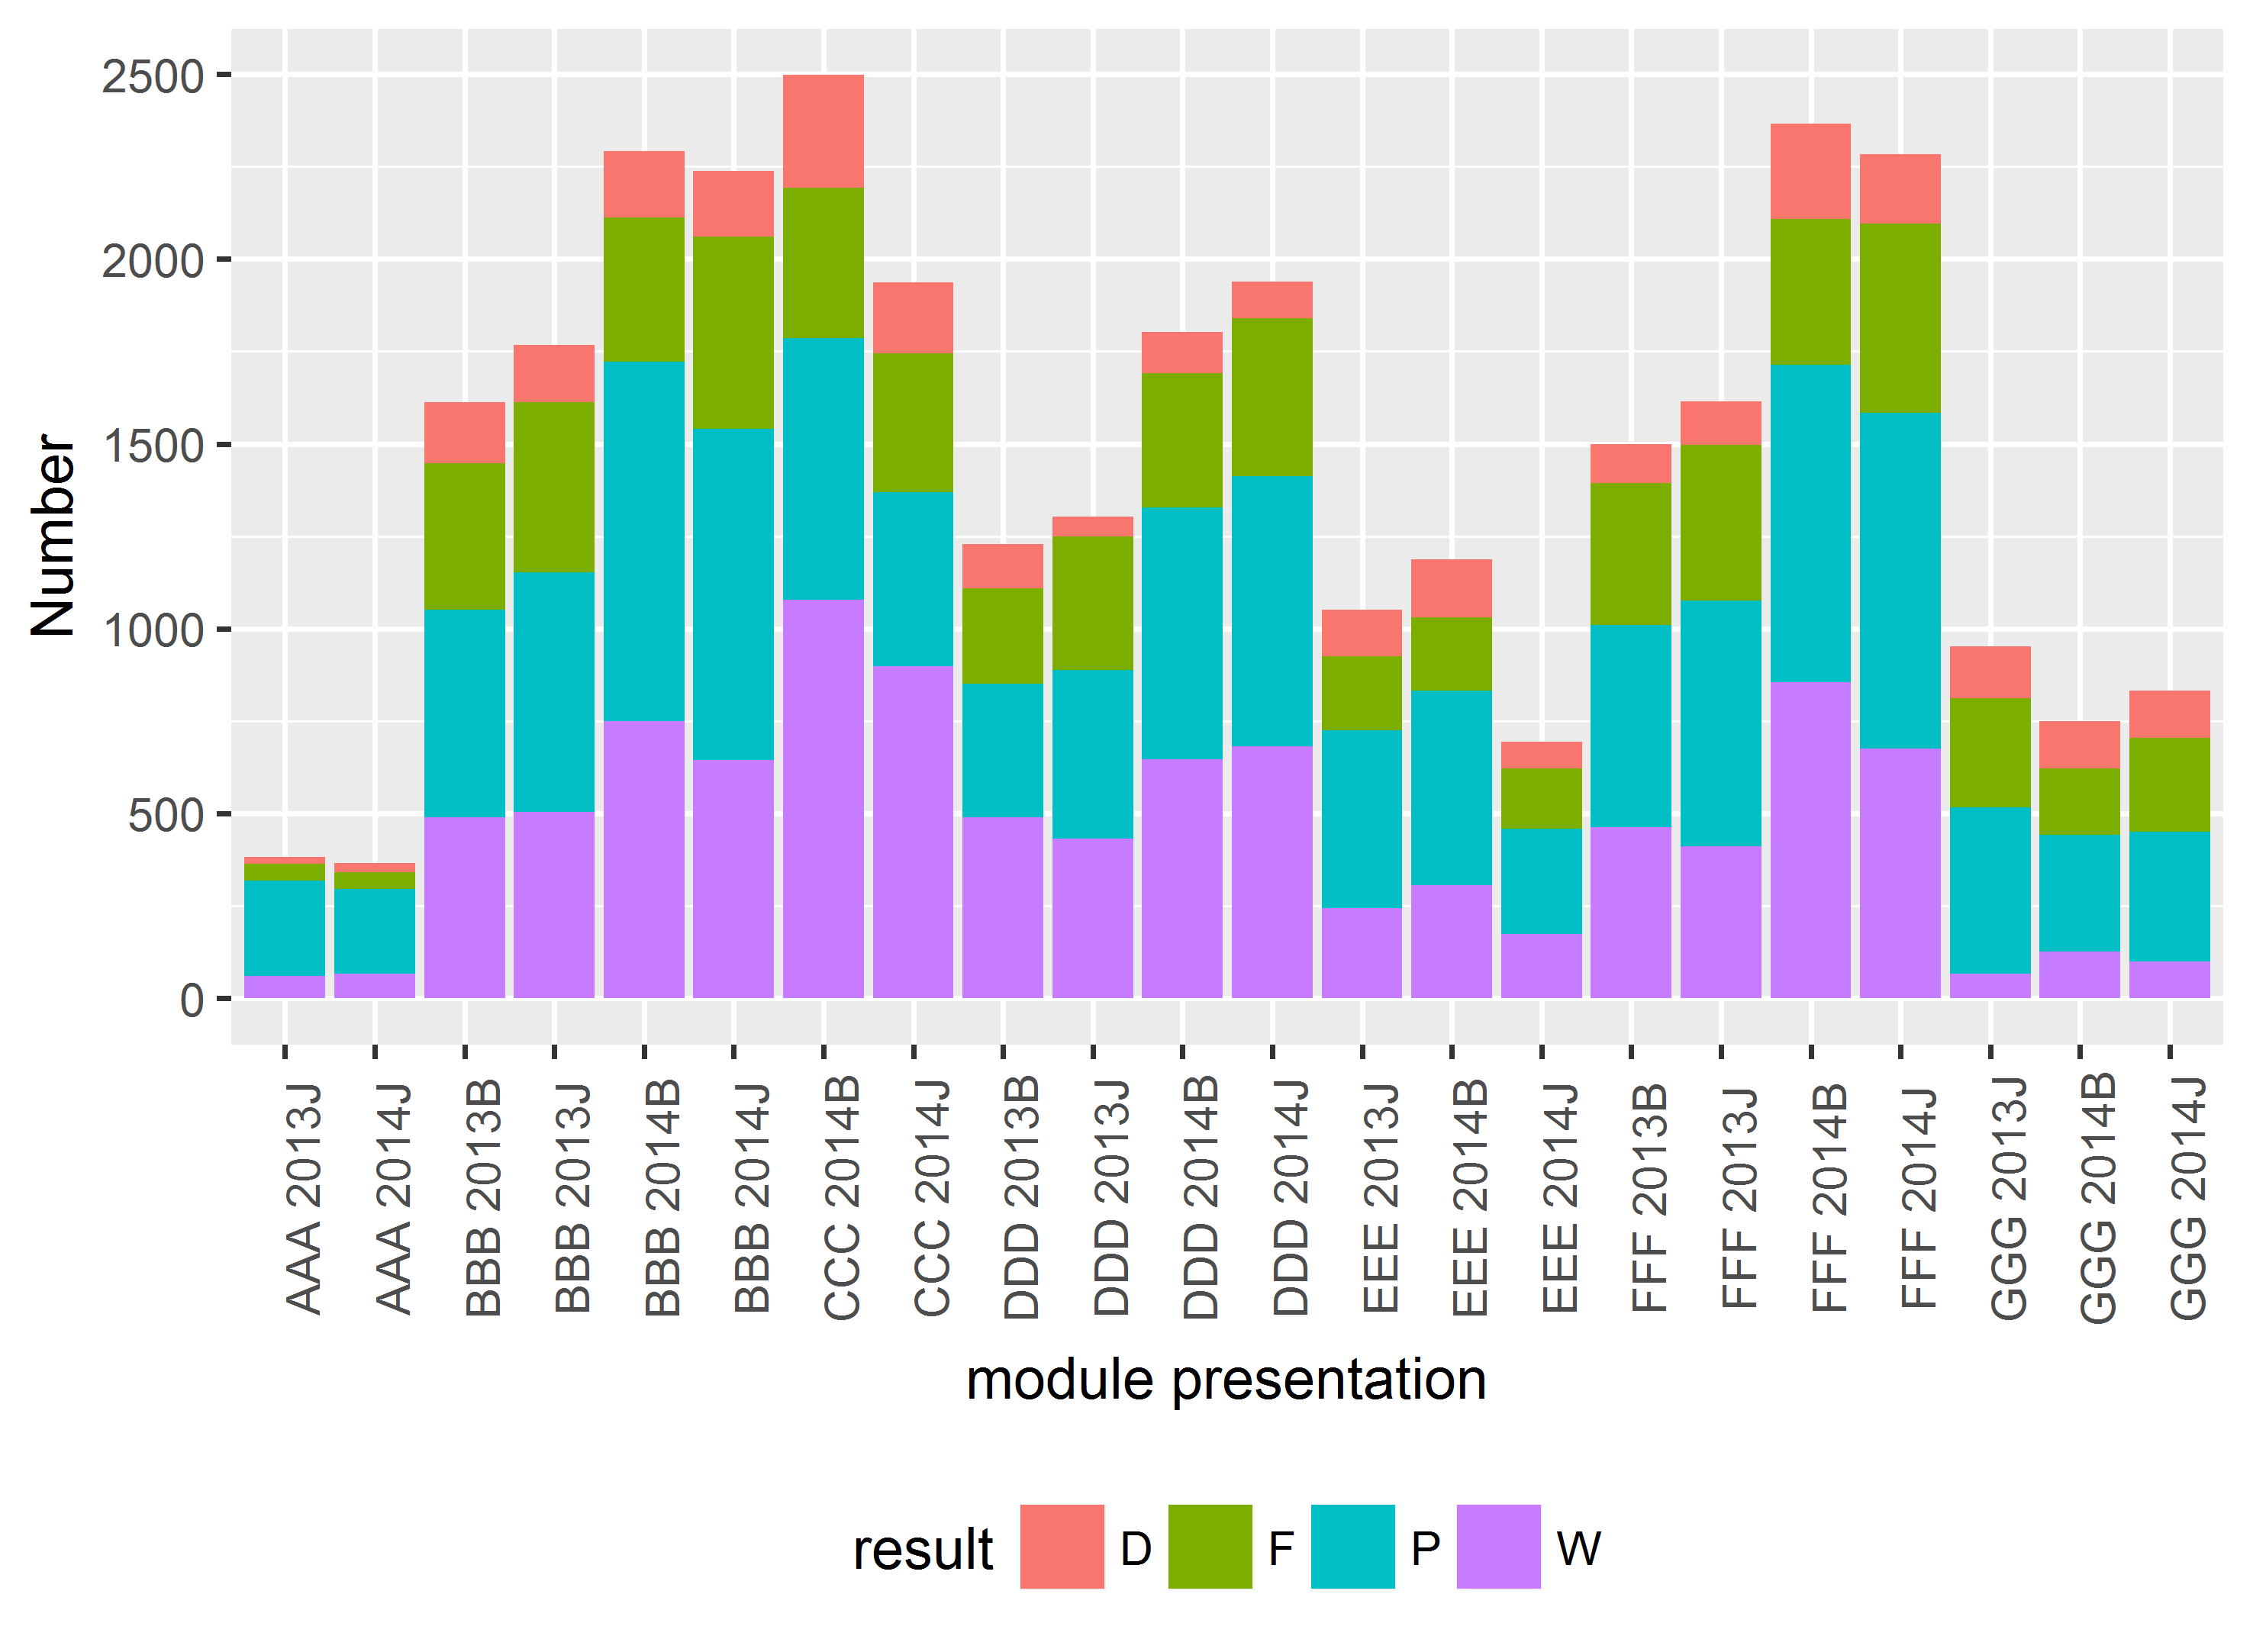 Number
2500
2000
1500
1000
500
0
AAA 2013J
AAA 2014J
BBB 2013B
BBB 2013J
BBB 2014B
BBB 2014J
CCC 2014B
CCC 2014J
DDD 2013B
DDD 2013J
DDD 2014B
DDD 2014J
EEE 2013J
EEE 2014B
EEE 2014J
FFF 2013B
FFF 2013J
FFF 2014B
FFF 2014J
GGG 2013J
GGG 2014B
GGG 2014J
module presentation
result D F P W